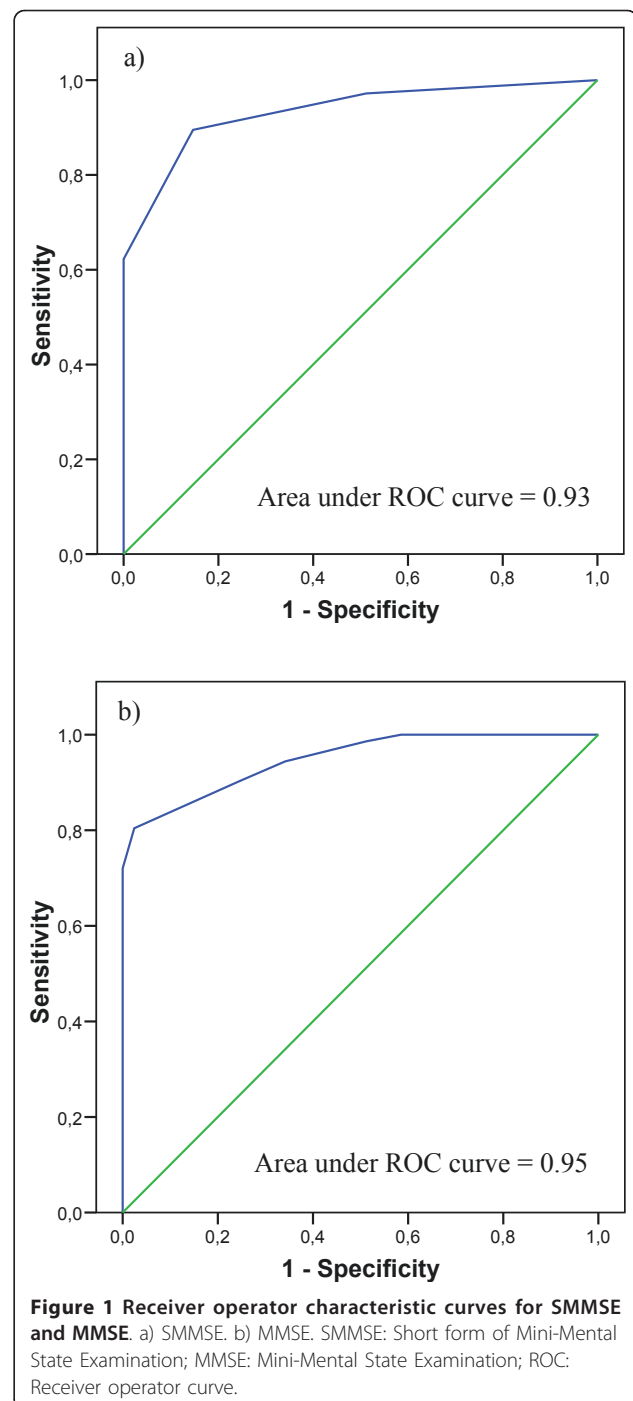 a)
1,0
0,8
0,6
0,4
0,2
0,0
Sensitivity
Area under ROC curve = 0.93
0,0 0,2 0,4 0,6 0,8 1,0
1 - Specificity
b)
1,0
0,8
0,6
0,4
0,2
0,0
Sensitivity
Area under ROC curve = 0.95
0,0 0,2 0,4 0,6 0,8 1,0
1 - Specificity
Figure 1 Receiver operator characteristic curves for SMMSE
and MMSE. a) SMMSE. b) MMSE. SMMSE: Short form of Mini-Mental
State Examination; MMSE: Mini-Mental State Examination; ROC:
Receiver operator curve.